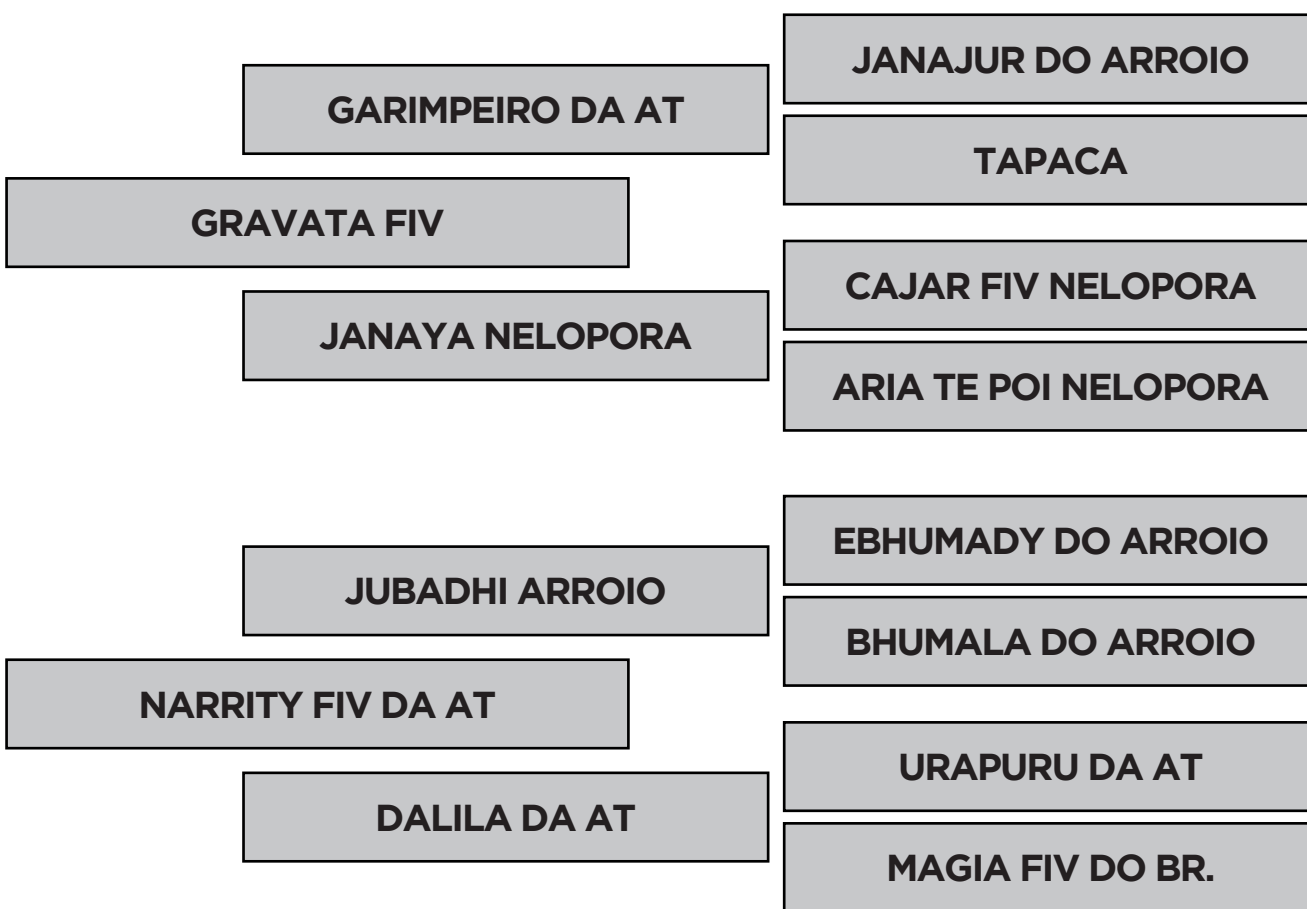 JANAJUR DO ARROIO
GARIMPEIRO DA AT
TAPACA
GRAVATA FIV
CAJAR FIV NELOPORA
JANAYA NELOPORA
ARIA TE POI NELOPORA
EBHUMADY DO ARROIO
JUBADHI ARROIO
BHUMALA DO ARROIO
NARRITY FIV DA AT
URAPURU DA AT
DALILA DA AT
MAGIA FIV DO BR.